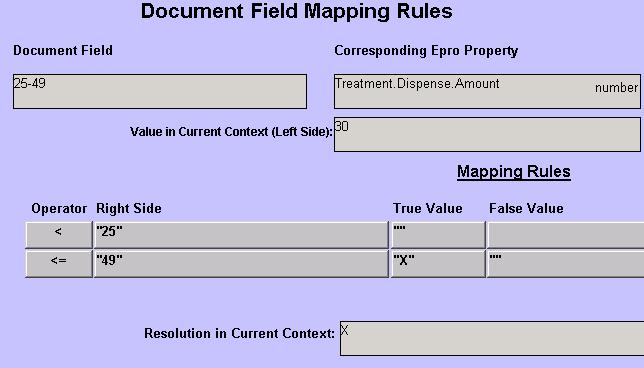 Document Field Mapping Rules
Document Field Corresponding Epro Property
25-49 Treatment.Dispense.Amount number
Value in Current Context (Left Side): 30
Mapping Rules
Operator Right Side True Value False Value
< "25" ""
<= "49" "X" ""
Resolution in Current Context: X